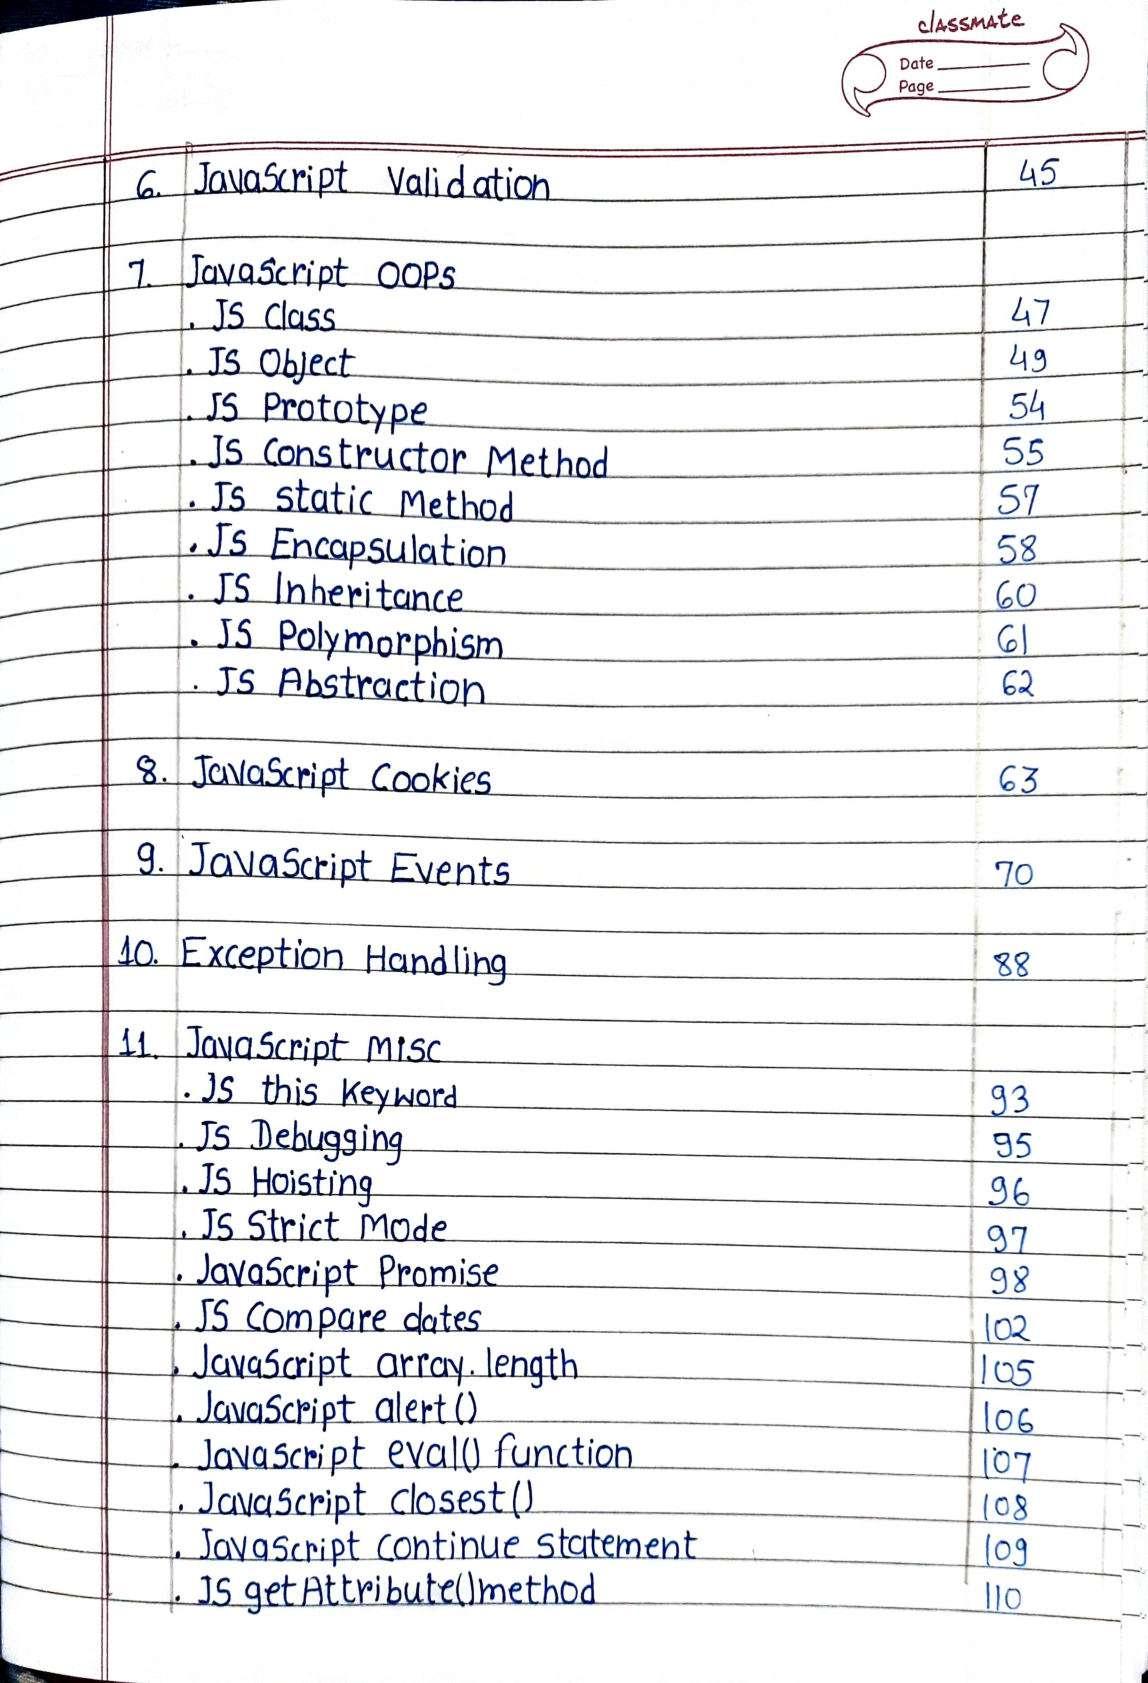 classmate
Date
Page
6. JavaScript Validation 45
7. JavaScript OOPs
. JS Class 47
. JS Object 49
. JS Prototype 54
. JS Constructor Method 55
. JS static Method 57
. JS Encapsulation 58
. JS Inheritance 60
. JS Polymorphism 61
. JS Abstraction 62
8. JavaScript Cookies 63
9. JavaScript Events 70
10. Exception Handling 88
11. JavaScript Misc
. JS this Keyword 93
. JS Debugging 95
. JS Hoisting 96
. JS Strict Mode 97
. JavaScript Promise 98
. JS Compare dates 102
. JavaScript array.length 105
. JavaScript alert() 106
. JavaScript eval() function 107
. JavaScript closest() 108
. JavaScript continue statement 109
. JS getAttribute() method 110